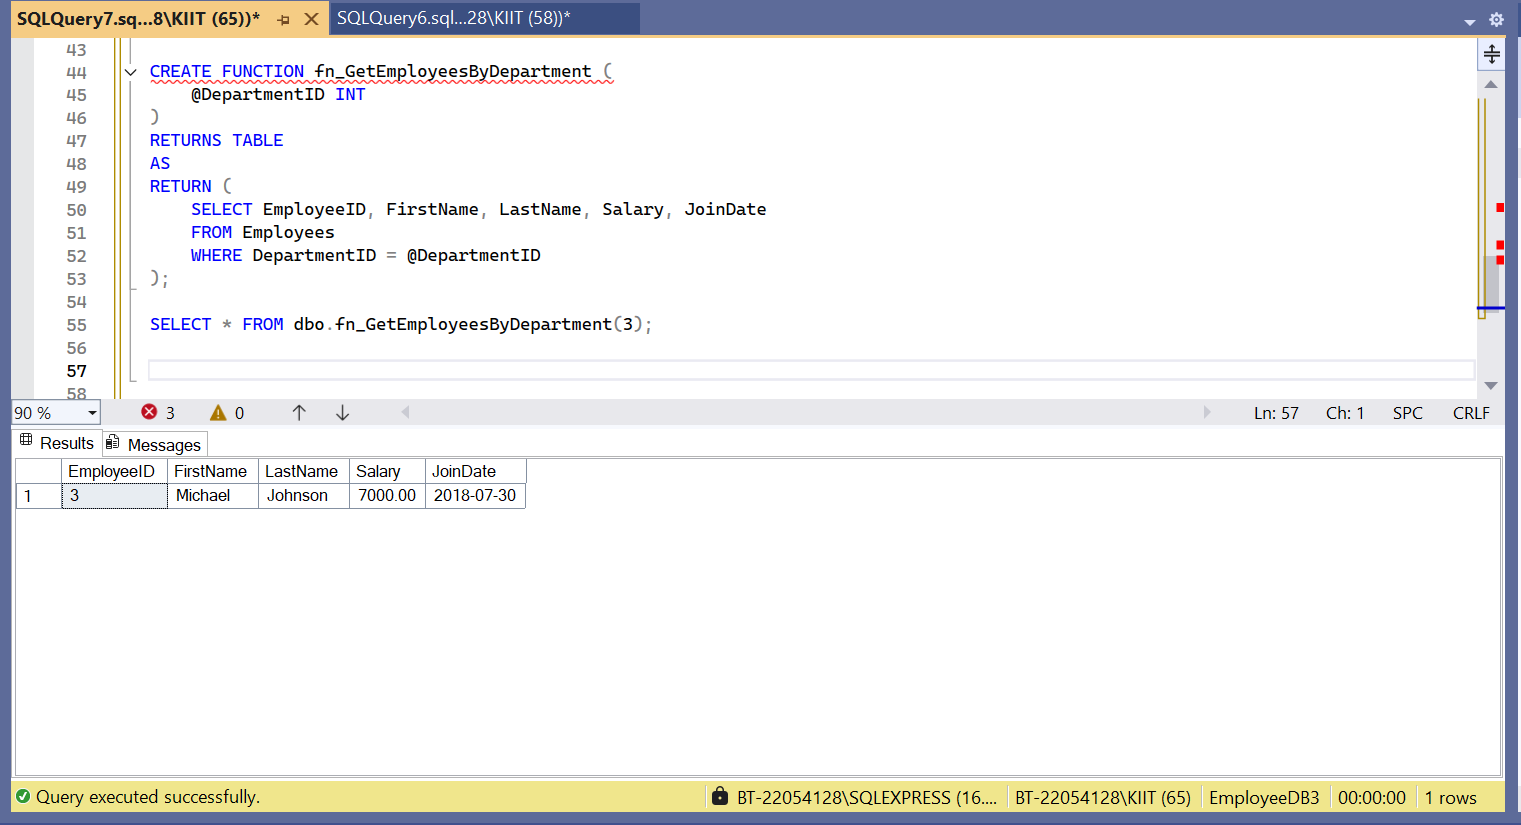 SQLQuery7.sq...8\KIIT (65))* SQLQuery6.sql...28\KIIT (58))*
43
44 CREATE FUNCTION fn_GetEmployeesByDepartment (
45 @DepartmentID INT
46 )
47 RETURNS TABLE
48 AS
49 RETURN (
50 SELECT EmployeeID, FirstName, LastName, Salary, JoinDate
51 FROM Employees
52 WHERE DepartmentID = @DepartmentID
53 );
54
55 SELECT * FROM dbo.fn_GetEmployeesByDepartment(3);
56
57
58
90 % 3 0 Ln: 57 Ch: 1 SPC CRLF
Results Messages
EmployeeID FirstName LastName Salary JoinDate
1 3 Michael Johnson 7000.00 2018-07-30
Query executed successfully. BT-22054128\SQLEXPRESS (16.... BT-22054128\KIIT (65) EmployeeDB3 00:00:00 1 rows